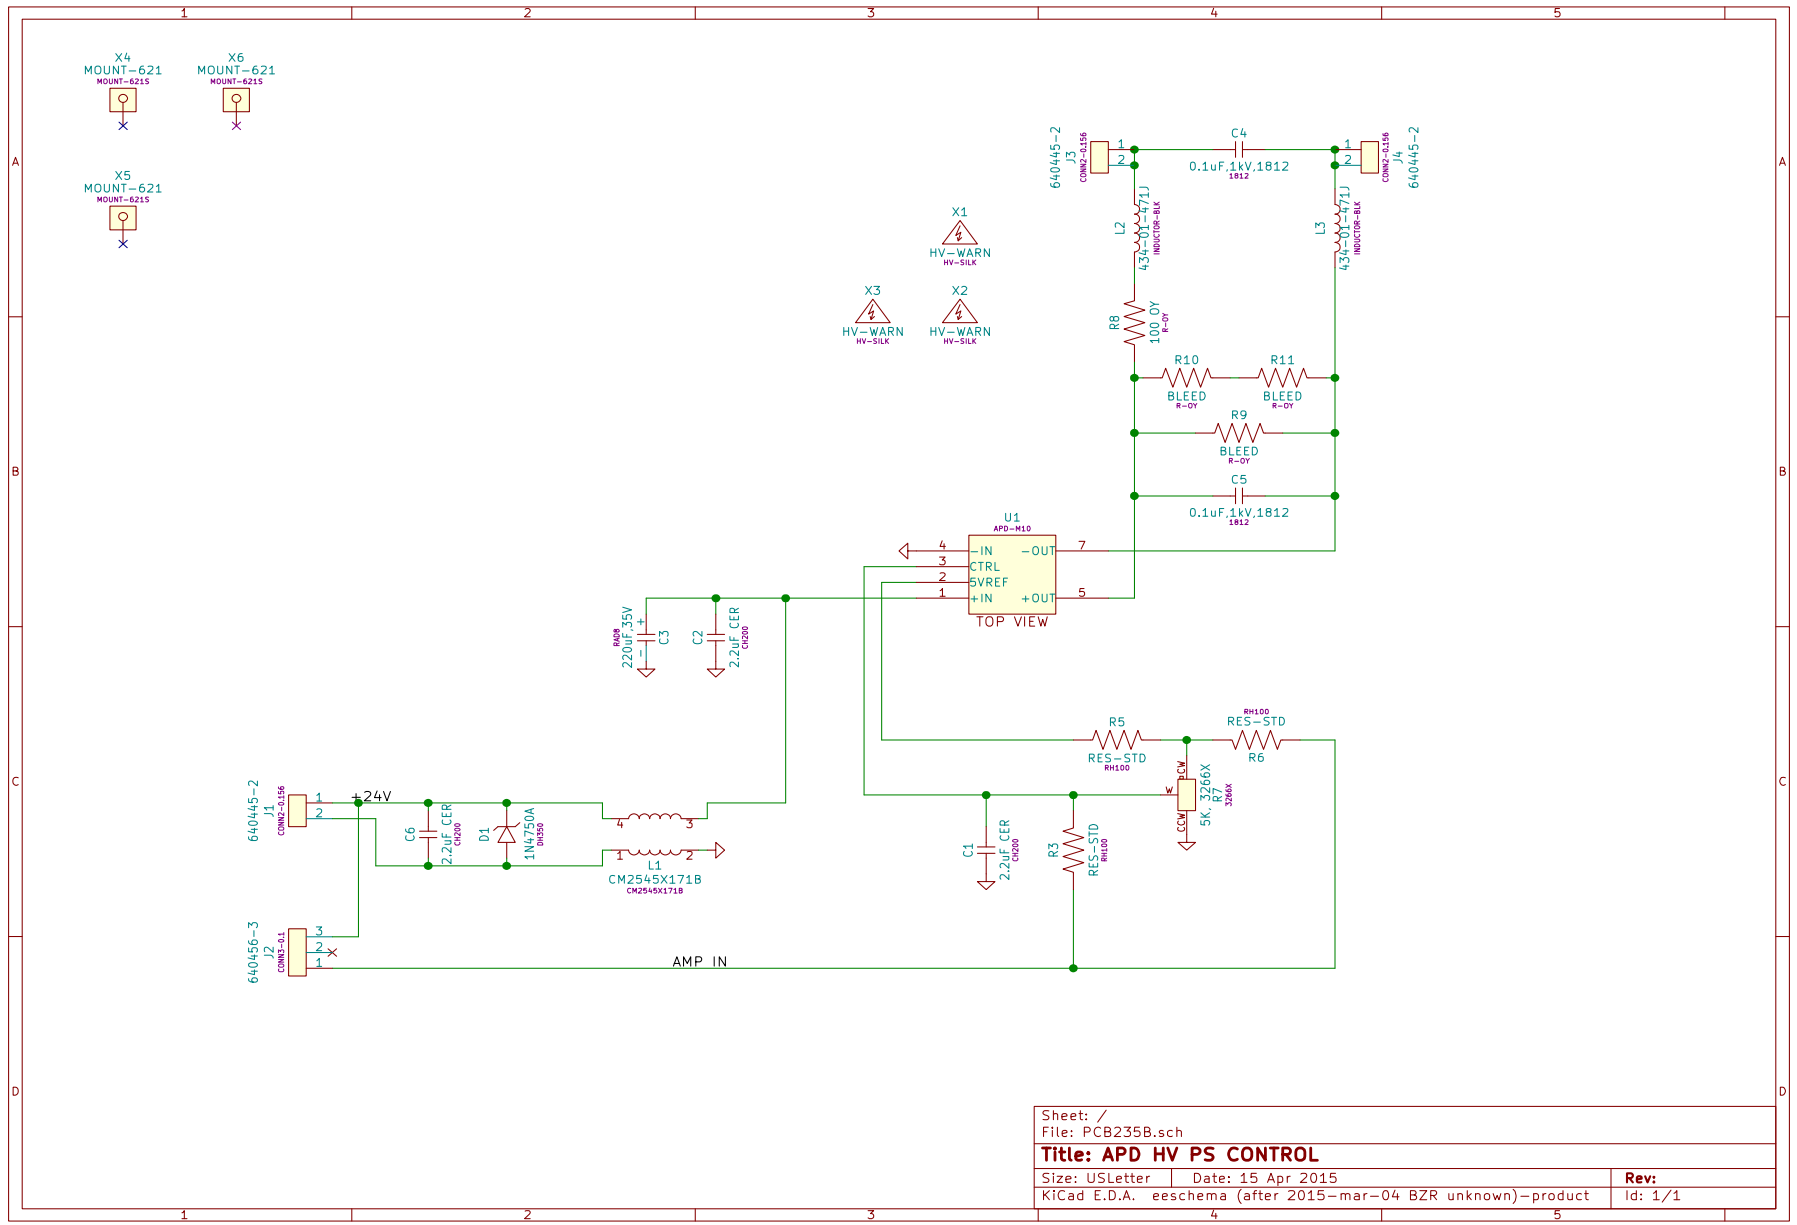 1 2 3 4 5
A A
B B
C C
D D
1 2 3 4 5
X4
MOUNT-621
MOUNT-621S
X6
MOUNT-621
MOUNT-621S
X5
MOUNT-621
MOUNT-621S
X1
HV-WARN
HV-SILK
X3
HV-WARN
HV-SILK
X2
HV-WARN
HV-SILK
640445-2
J3
CONN2-0.156
1
2
C4
0.1uF,1kV,1812
1812
1
2
CONN2-0.156
J4
640445-2
L2
434-01-471J
INDUCTOR-BLK
L3
434-01-471J
INDUCTOR-BLK
R8
100 OY
R-OY
R10
BLEED
R-OY
R11
BLEED
R-OY
R9
BLEED
R-OY
C5
0.1uF,1kV,1812
1812
U1
APD-M10
4 -IN -OUT 7
3 CTRL
2 5VREF
1 +IN +OUT 5
TOP VIEW
RAD8
220uF,35V
+
-
C3
C2
2.2uF CER
CH200
R5
RES-STD
RH100
RH100
RES-STD
R6
CW
W
CCW
5K, 3266X
R7
3266X
C1
2.2uF CER
CH200
R3
RES-STD
RH100
640445-2
J1
CONN2-0.156
1
2
+24V
C6
2.2uF CER
CH200
D1
1N4750A
DH350
4 3
1 2
L1
CM2545X171B
CM2545X171B
640456-3
J2
CONN3-0.1
3
2
1
AMP IN
Sheet: /
File: PCB235B.sch
Title: APD HV PS CONTROL
Size: USLetter Date: 15 Apr 2015 Rev:
KiCad E.D.A. eeschema (after 2015-mar-04 BZR unknown)-product Id: 1/1